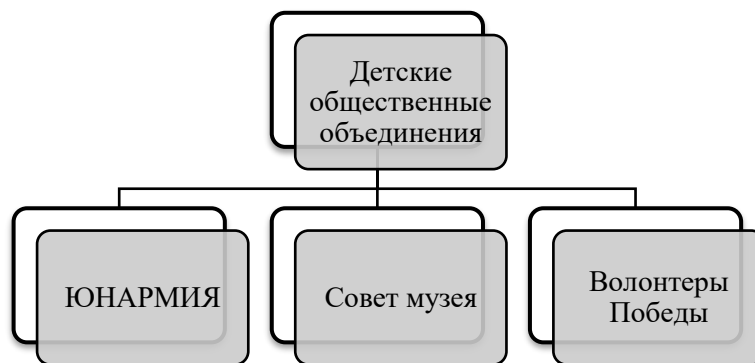 Детские
общественные
объединения
ЮНАРМИЯ
Совет музея
Волонтеры
Победы